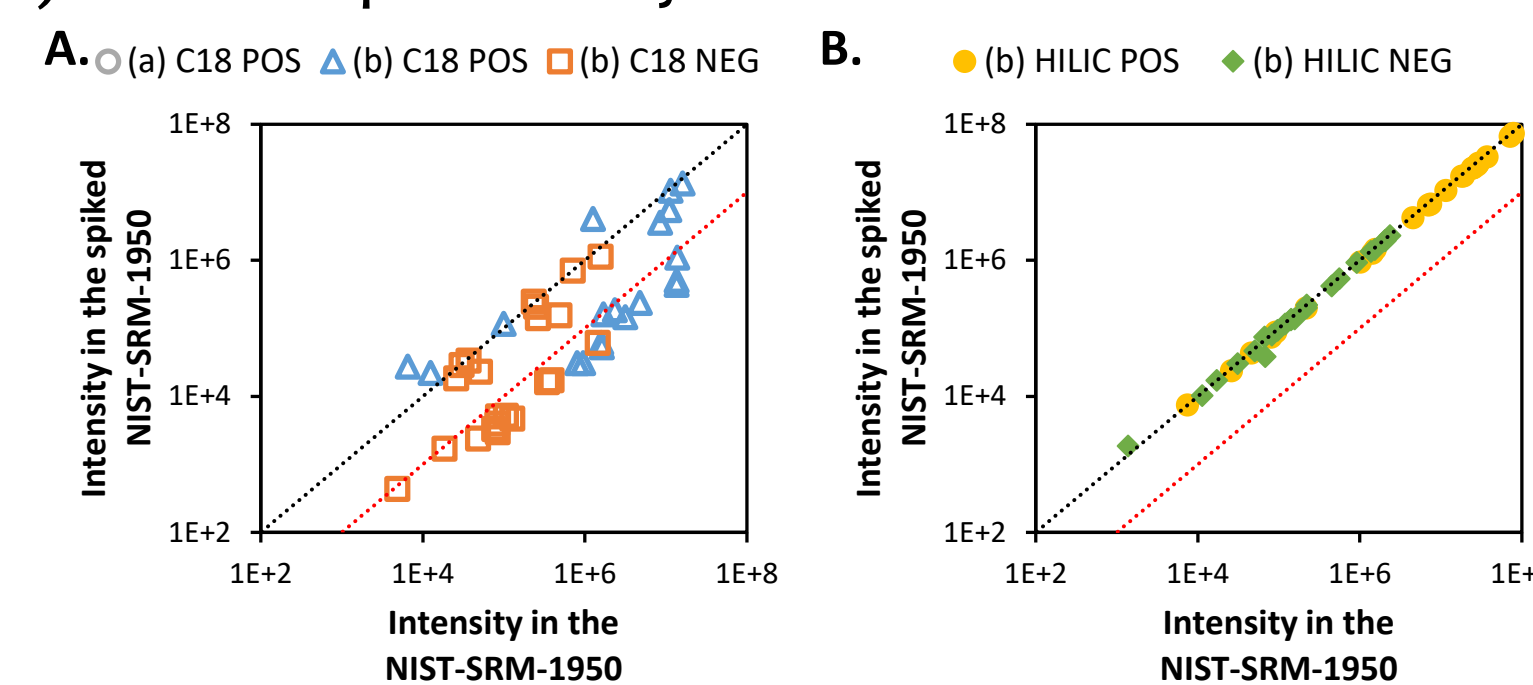 A. (a) C18 POS (b) C18 POS (b) C18 NEG
B. (b) HILIC POS (b) HILIC NEG
Intensity in the spiked
NIST-SRM-1950
1E+8
1E+6
1E+4
1E+2
1E+2 1E+4 1E+6 1E+8
Intensity in the
NIST-SRM-1950
Intensity in the spiked
NIST-SRM-1950
1E+8
1E+6
1E+4
1E+2
1E+2 1E+4 1E+6 1E+
Intensity in the
NIST-SRM-1950